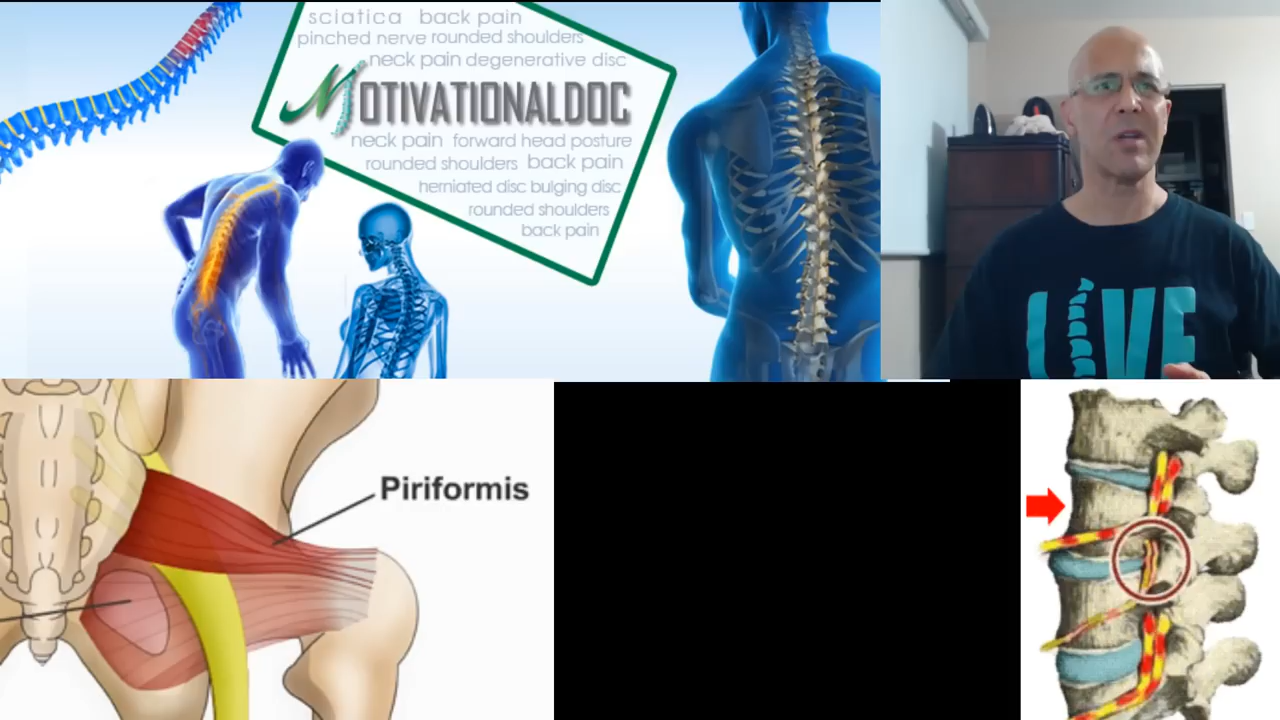 sciatica back pain
pinched nerve rounded shoulders
neck pain degenerative disc
MOTIVATIONALDOC
neck pain forward head posture
rounded shoulders back pain
herniated disc bulging disc
rounded shoulders
back pain
LIVE
Piriformis